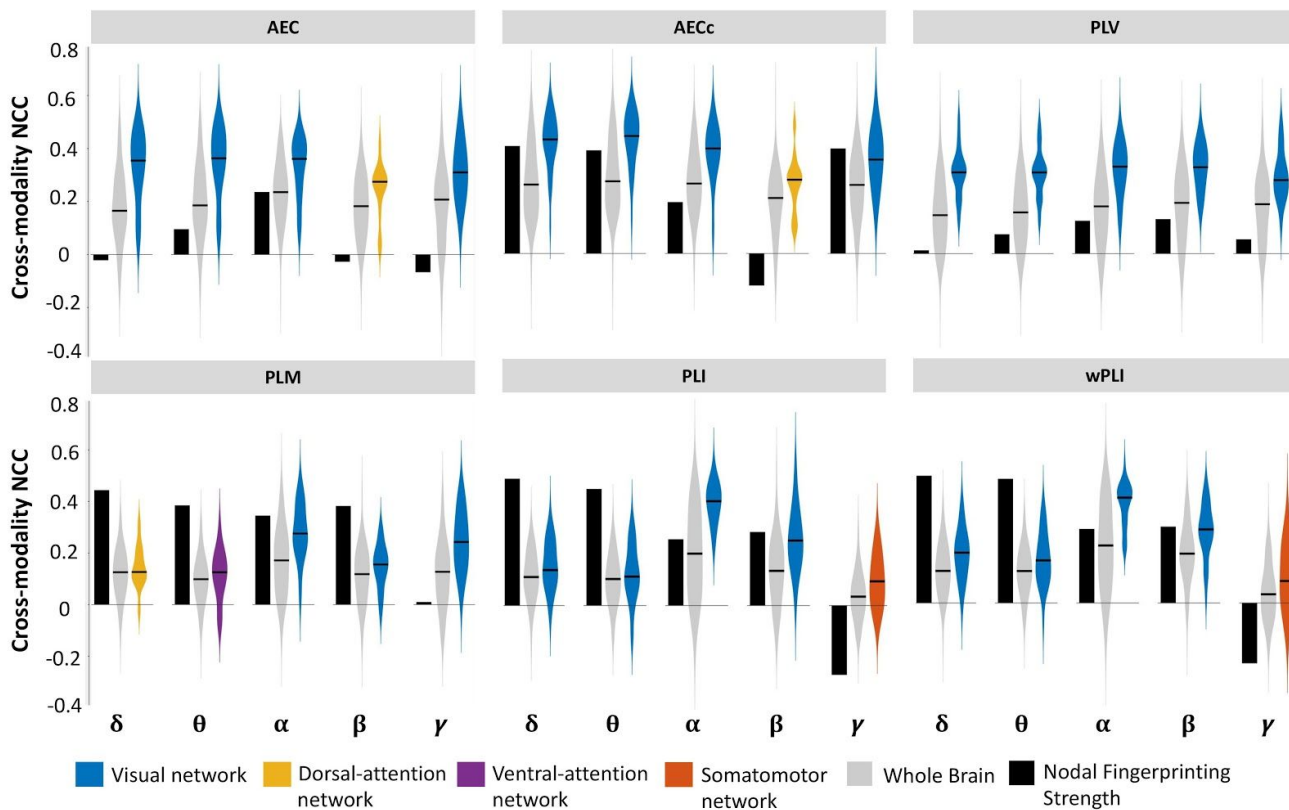 AEC
AECc
PLV
Cross-modality NCC
0.8
0.6
0.4
0.2
0
-0.2
-0.4
PLM
PLI
wPLI
Cross-modality NCC
0.8
0.6
0.4
0.2
0
-0.2
-0.4
δ θ α β γ
δ θ α β γ
δ θ α β γ
Visual network
Dorsal-attention
network
Ventral-attention
network
Somatomotor
network
Whole Brain
Nodal Fingerprinting
Strength